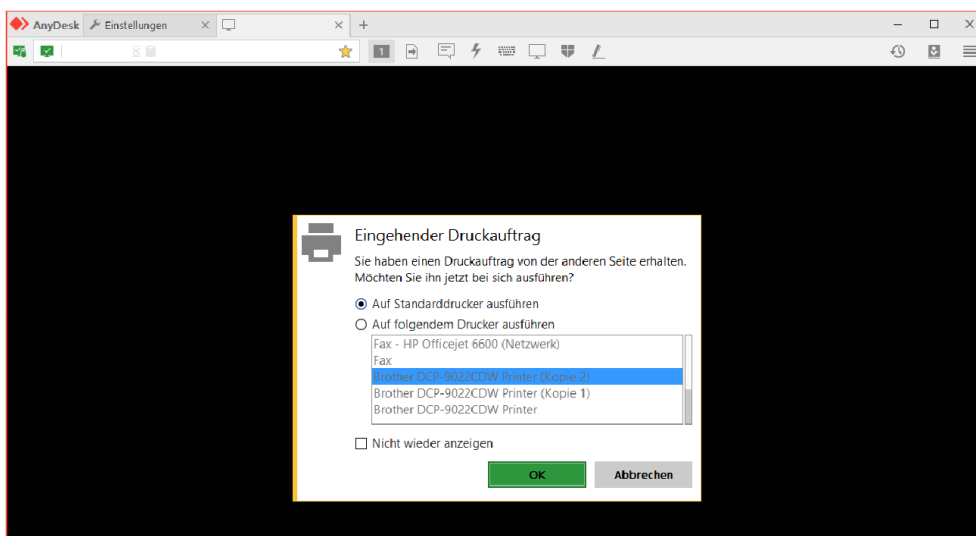 AnyDesk Einstellungen
1
Eingehender Druckauftrag
Sie haben einen Druckauftrag von der anderen Seite erhalten.
Möchten Sie ihn jetzt bei sich ausführen?
Auf Standarddrucker ausführen
Auf folgendem Drucker ausführen
Fax - HP Officejet 6600 (Netzwerk)
Fax
Brother DCP-9022CDW Printer (Kopie 2)
Brother DCP-9022CDW Printer (Kopie 1)
Brother DCP-9022CDW Printer
Nicht wieder anzeigen
OK Abbrechen